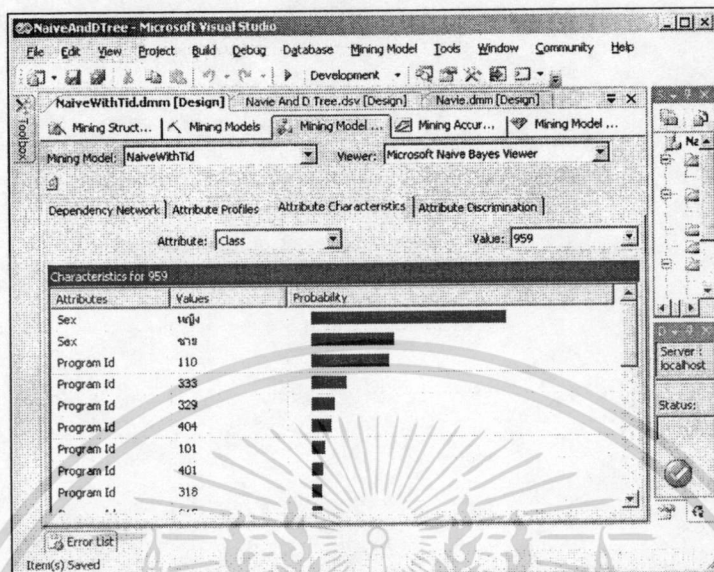 NaiveAndDTree - Microsoft Visual Studio
File Edit View Project Build Debug Database Mining Model Tools Window Community Help
Development
NaiveWithTid.dmm [Design] Navie And D Tree.dsv [Design] Navie.dmm [Design]
Toolbox
Mining Struct... Mining Models Mining Model ... Mining Accur... Mining Model ...
Mining Model: NaiveWithTid Viewer: Microsoft Naive Bayes Viewer
Dependency Network Attribute Profiles Attribute Characteristics Attribute Discrimination
Attribute: Class Value: 959
Characteristics for 959
Attributes Values Probability
Sex หญิง
Sex ชาย
Program Id 110
Program Id 333
Program Id 329
Program Id 404
Program Id 101
Program Id 401
Program Id 318
Na
Server :
localhost
Status:
Error List
Item(s) Saved